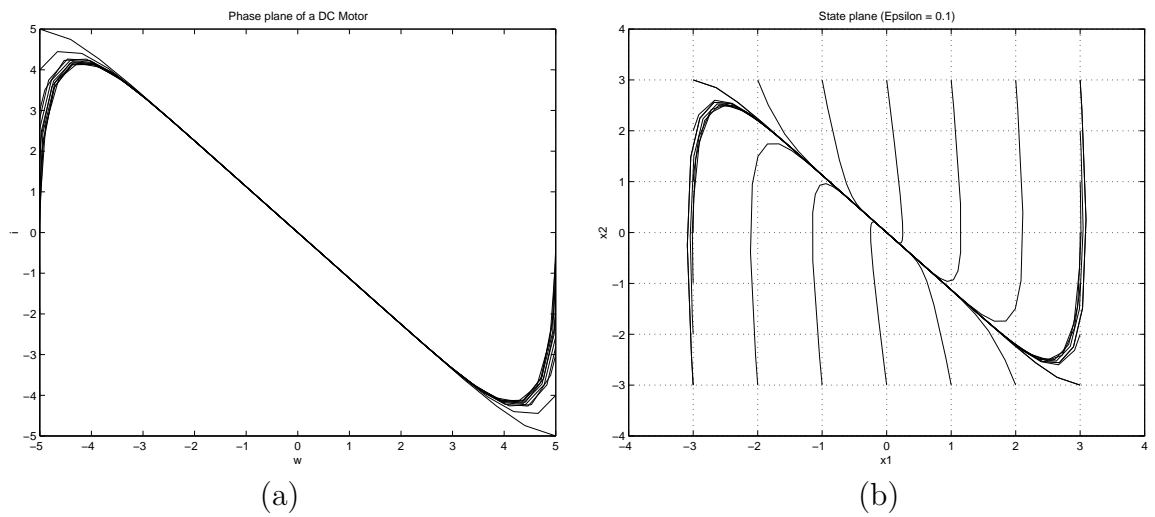 Phase plane of a DC Motor
5
4
3
2
1
0
−1
−2
−3
−4
−5
i
−5 −4 −3 −2 −1 0 1 2 3 4 5
w
(a)
State plane (Epsilon = 0.1)
4
3
2
1
0
−1
−2
−3
−4
x2
−4 −3 −2 −1 0 1 2 3 4
x1
(b)